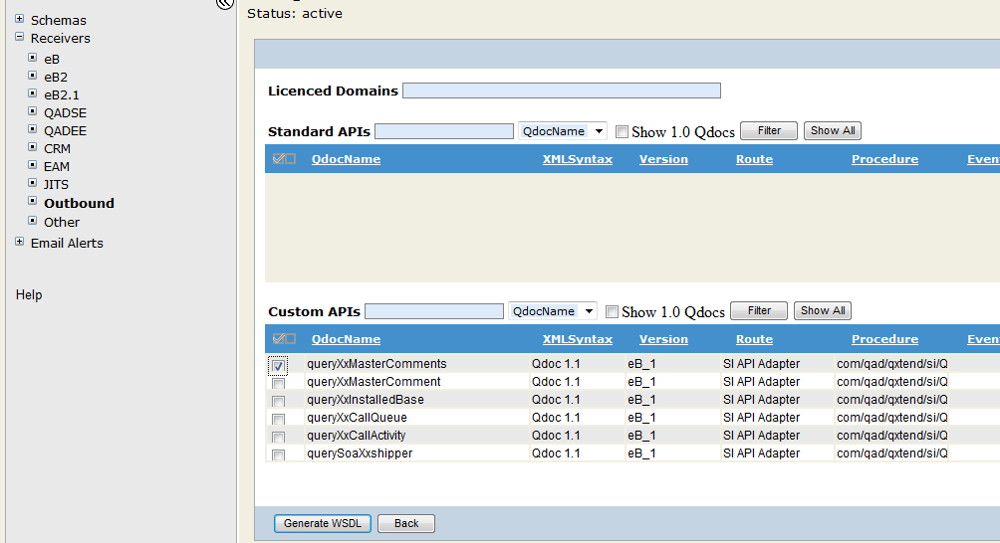 Status: active
Schemas
Receivers
eB
eB2
eB2.1
QADSE
QADEE
CRM
EAM
JITS
Outbound
Other
Email Alerts
Help
Licenced Domains
Standard APIs QdocName Show 1.0 Qdocs Filter Show All
QdocName XMLSyntax Version Route Procedure Even
Custom APIs QdocName Show 1.0 Qdocs Filter Show All
QdocName XMLSyntax Version Route Procedure Even
queryXxMasterComments Qdoc 1.1 eB_1 SI API Adapter com/qad/qxtend/si/Q
queryXxMasterComment Qdoc 1.1 eB_1 SI API Adapter com/qad/qxtend/si/Q
queryXxInstalledBase Qdoc 1.1 eB_1 SI API Adapter com/qad/qxtend/si/Q
queryXxCallQueue Qdoc 1.1 eB_1 SI API Adapter com/qad/qxtend/si/Q
queryXxCallActivity Qdoc 1.1 eB_1 SI API Adapter com/qad/qxtend/si/Q
querySoaXxshipper Qdoc 1.1 eB_1 SI API Adapter com/qad/qxtend/si/Q
Generate WSDL Back